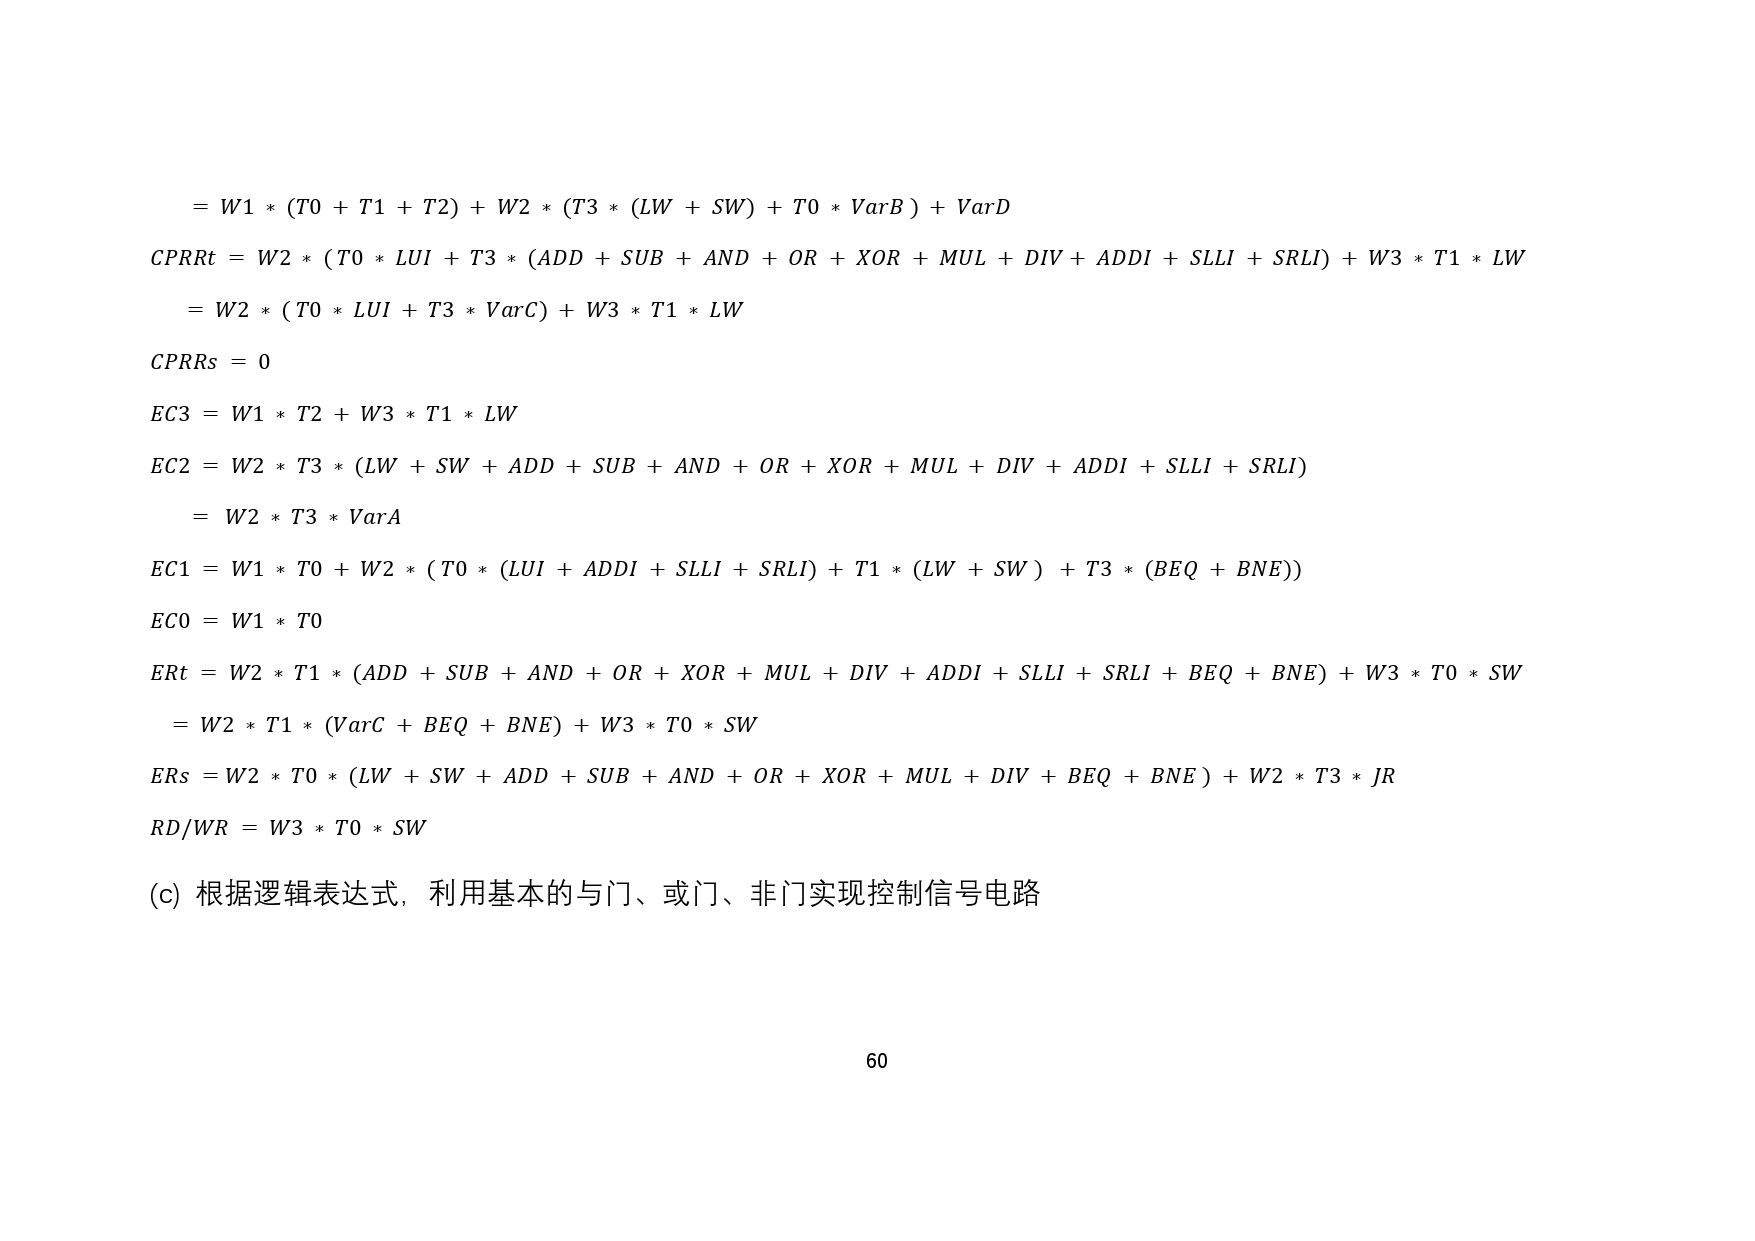 = W1 * (T0 + T1 + T2) + W2 * (T3 * (LW + SW) + T0 * VarB ) + VarD
CPRRt = W2 * ( T0 * LUI + T3 * (ADD + SUB + AND + OR + XOR + MUL + DIV + ADDI + SLLI + SRLI) + W3 * T1 * LW
= W2 * ( T0 * LUI + T3 * VarC) + W3 * T1 * LW
CPRRs = 0
EC3 = W1 * T2 + W3 * T1 * LW
EC2 = W2 * T3 * (LW + SW + ADD + SUB + AND + OR + XOR + MUL + DIV + ADDI + SLLI + SRLI)
= W2 * T3 * VarA
EC1 = W1 * T0 + W2 * ( T0 * (LUI + ADDI + SLLI + SRLI) + T1 * (LW + SW ) + T3 * (BEQ + BNE))
EC0 = W1 * T0
ERt = W2 * T1 * (ADD + SUB + AND + OR + XOR + MUL + DIV + ADDI + SLLI + SRLI + BEQ + BNE) + W3 * T0 * SW
= W2 * T1 * (VarC + BEQ + BNE) + W3 * T0 * SW
ERs = W2 * T0 * (LW + SW + ADD + SUB + AND + OR + XOR + MUL + DIV + BEQ + BNE ) + W2 * T3 * JR
RD/WR = W3 * T0 * SW
(c) 根据逻辑表达式，利用基本的与门、或门、非门实现控制信号电路
60